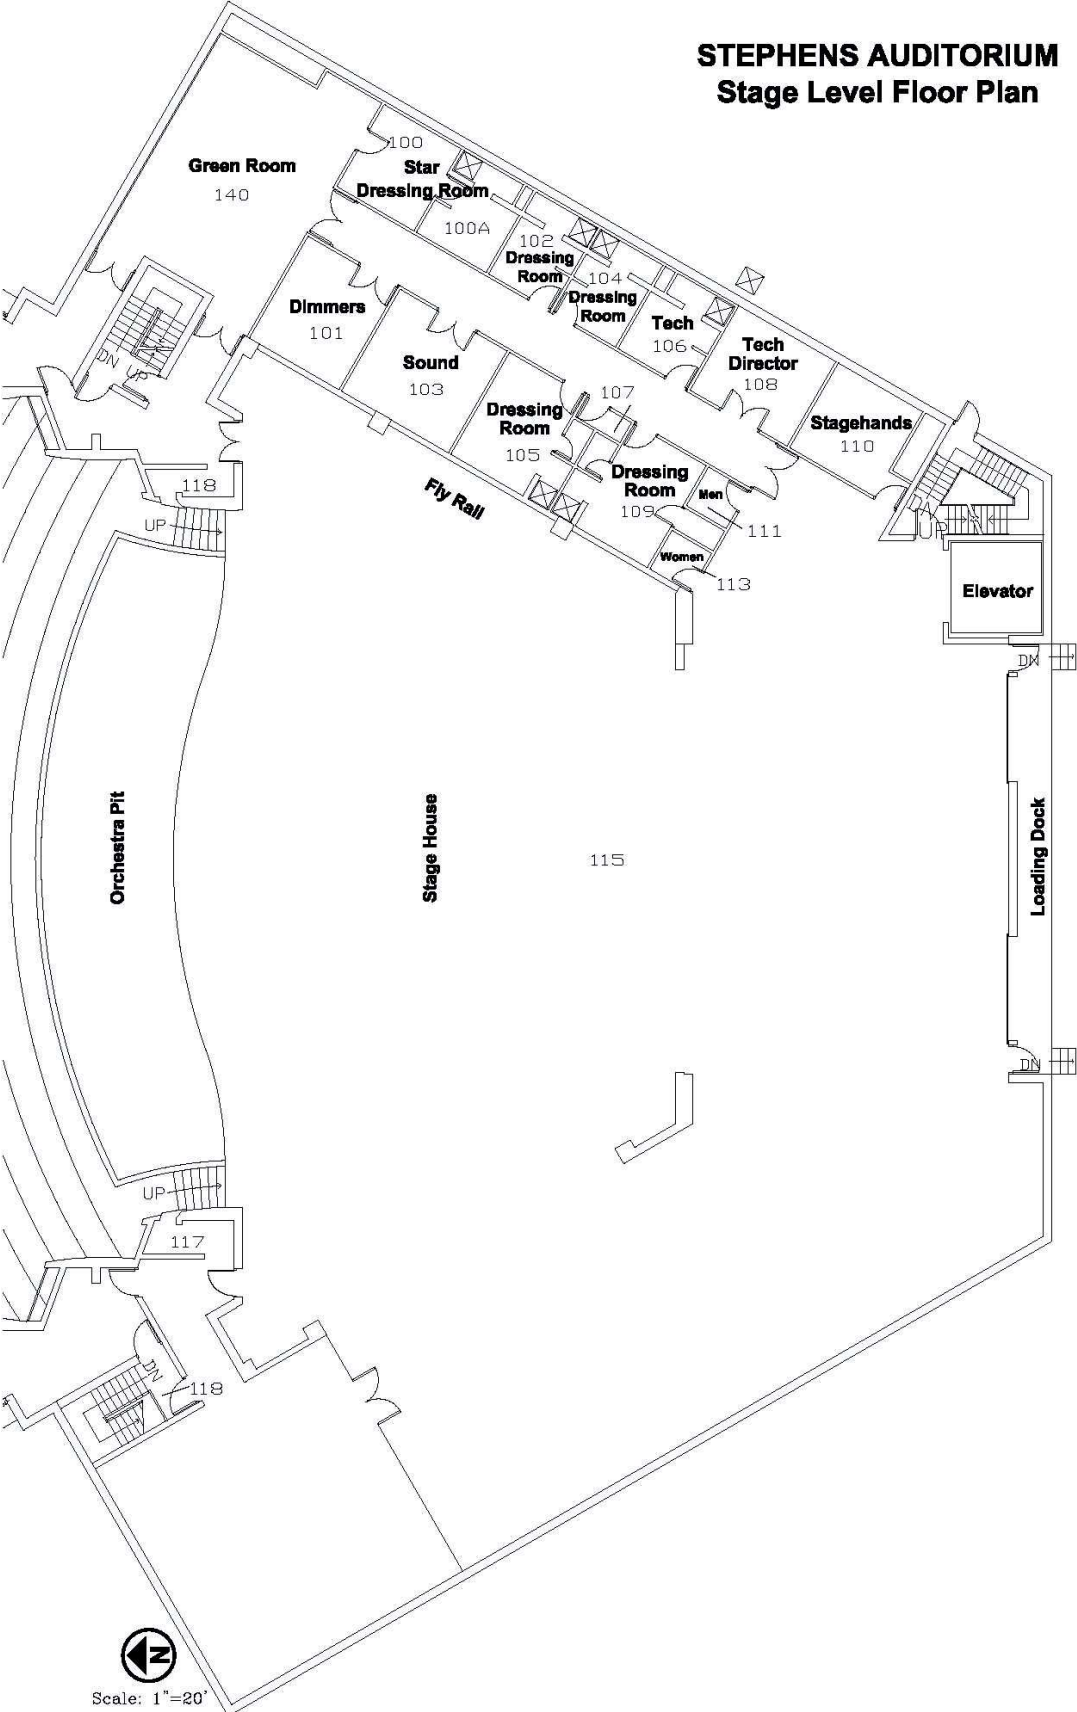 STEPHENS AUDITORIUM
Stage Level Floor Plan
100
Green Room
140
Star
Dressing Room
100A
102
Dressing
Room
104
Dressing
Room
Dimmers
101
Tech
106
Tech
Director
108
Sound
103
107
Dressing
Room
105
Stagehands
110
DN
UP
Dressing
Room
109
Men
111
Women
113
Fly Rail
118
UP
UP
Elevator
DN
Orchestra Pit
Stage House
115
Loading Dock
DN
UP
117
DN
118
N
Scale: 1"=20'